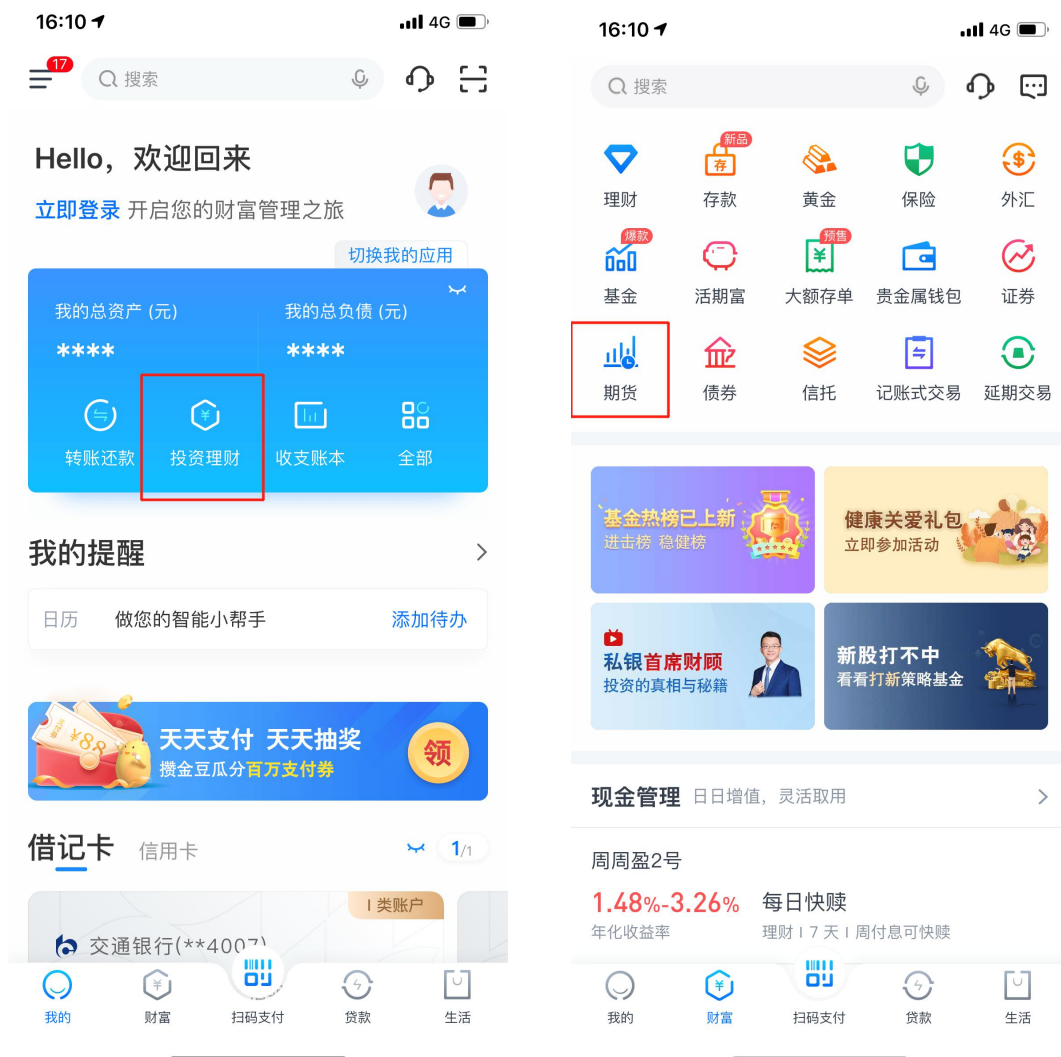 16:10
4G
17
搜索
Hello，欢迎回来
立即登录 开启您的财富管理之旅
切换我的应用
我的总资产 (元)
我的总负债 (元)
****
****
转账还款
投资理财
收支账本
全部
我的提醒
日历
做您的智能小帮手
添加待办
天天支付 天天抽奖
攒金豆瓜分百万支付券
领
借记卡
信用卡
1/1
I 类账户
交通银行(**4007)
我的
财富
扫码支付
贷款
生活
16:10
4G
搜索
新品
存
理财
存款
黄金
保险
外汇
爆款
预售
基金
活期富
大额存单
贵金属钱包
证券
期货
债券
信托
记账式交易
延期交易
基金热榜已上新
进击榜 稳健榜
健康关爱礼包
立即参加活动
私银首席财顾
投资的真相与秘籍
新股打不中
看看打新策略基金
现金管理
日日增值，灵活取用
周周盈2号
1.48%-3.26%
每日快赎
年化收益率
理财 I 7 天 I 周付息可快赎
我的
财富
扫码支付
贷款
生活